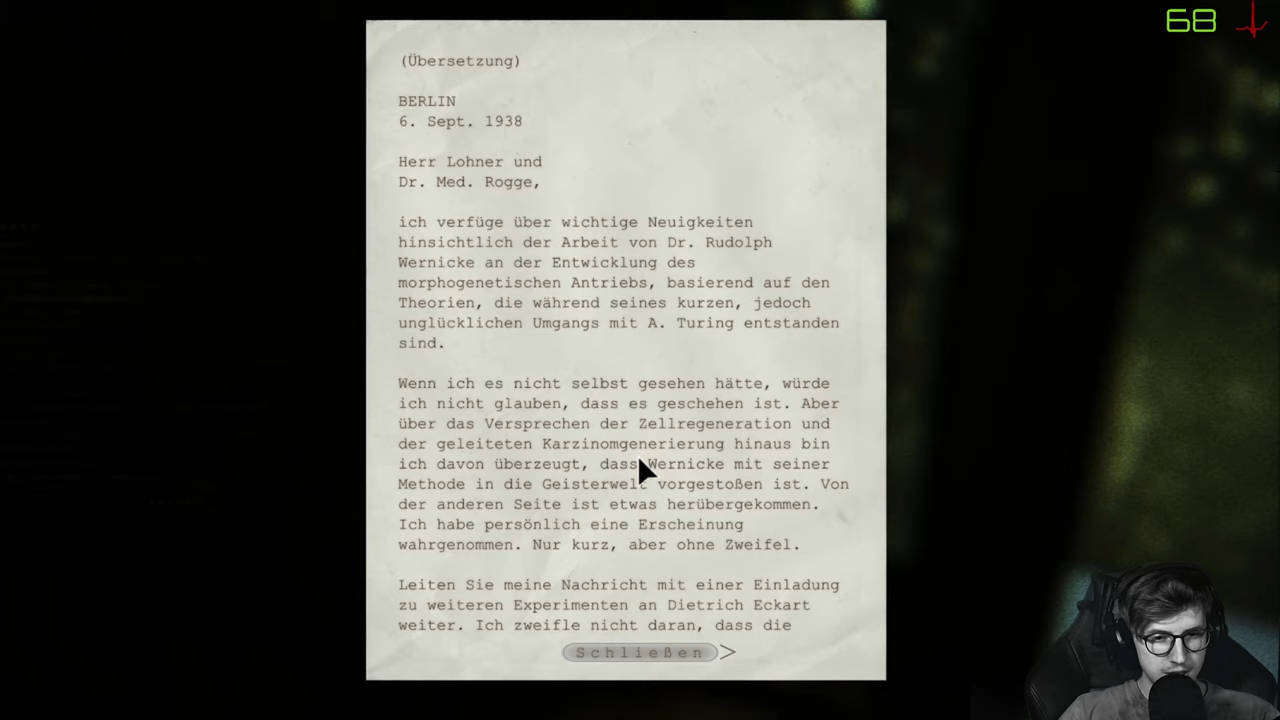 68
(Übersetzung)
BERLIN
6. Sept. 1938
Herr Lohner und
Dr. Med. Rogge,
ich verfüge über wichtige Neuigkeiten
hinsichtlich der Arbeit von Dr. Rudolph
Wernicke an der Entwicklung des
morphogenetischen Antriebs, basierend auf den
Theorien, die während seines kurzen, jedoch
unglücklichen Umgangs mit A. Turing entstanden
sind.
Wenn ich es nicht selbst gesehen hätte, würde
ich nicht glauben, dass es geschehen ist. Aber
über das Versprechen der Zellregeneration und
der geleiteten Karzinomgenerierung hinaus bin
ich davon überzeugt, dass Wernicke mit seiner
Methode in die Geisterwelt vorgestoßen ist. Von
der anderen Seite ist etwas herübergekommen.
Ich habe persönlich eine Erscheinung
wahrgenommen. Nur kurz, aber ohne Zweifel.
Leiten Sie meine Nachricht mit einer Einladung
zu weiteren Experimenten an Dietrich Eckart
weiter. Ich zweifle nicht daran, dass die
Schließen >